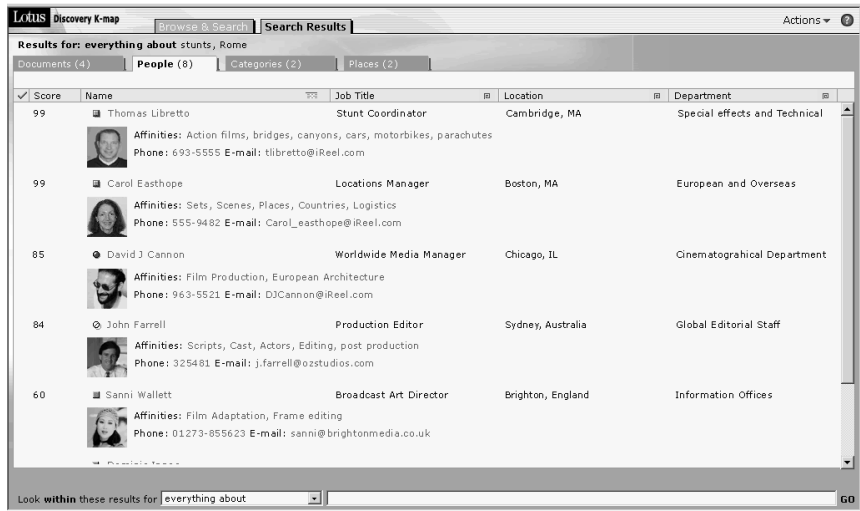 Lotus Discovery K-map Browse & Search Search Results Actions
Results for: everything about stunts, Rome
Documents (4) People (8) Categories (2) Places (2)
Score Name Job Title Location Department
99 Thomas Libretto Stunt Coordinator Cambridge, MA Special effects and Technical
Affinities: Action films, bridges, canyons, cars, motorbikes, parachutes
Phone: 693-5555 E-mail: tlibretto@iReel.com
99 Carol Easthope Locations Manager Boston, MA European and Overseas
Affinities: Sets, Scenes, Places, Countries, Logistics
Phone: 555-9482 E-mail: Carol_easthope@iReel.com
85 David J Cannon Worldwide Media Manager Chicago, IL Cinematograhical Department
Affinities: Film Production, European Architecture
Phone: 963-5521 E-mail: DJCannon@iReel.com
84 John Farrell Production Editor Sydney, Australia Global Editorial Staff
Affinities: Scripts, Cast, Actors, Editing, post production
Phone: 325481 E-mail: j.farrell@ozstudios.com
60 Sanni Wallett Broadcast Art Director Brighton, England Information Offices
Affinities: Film Adaptation, Frame editing
Phone: 01273-855623 E-mail: sanni@brightonmedia.co.uk
Look within these results for everything about GO